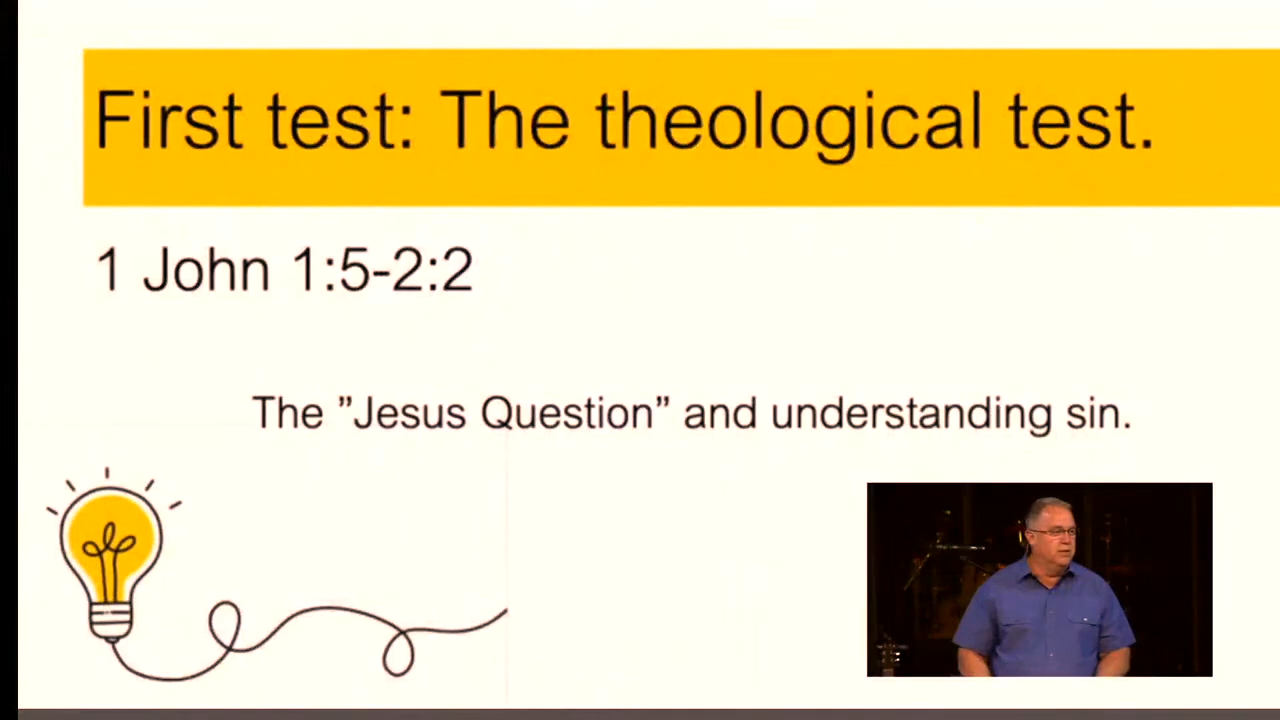 First test: The theological test.
1 John 1:5-2:2
The ”Jesus Question” and understanding sin.